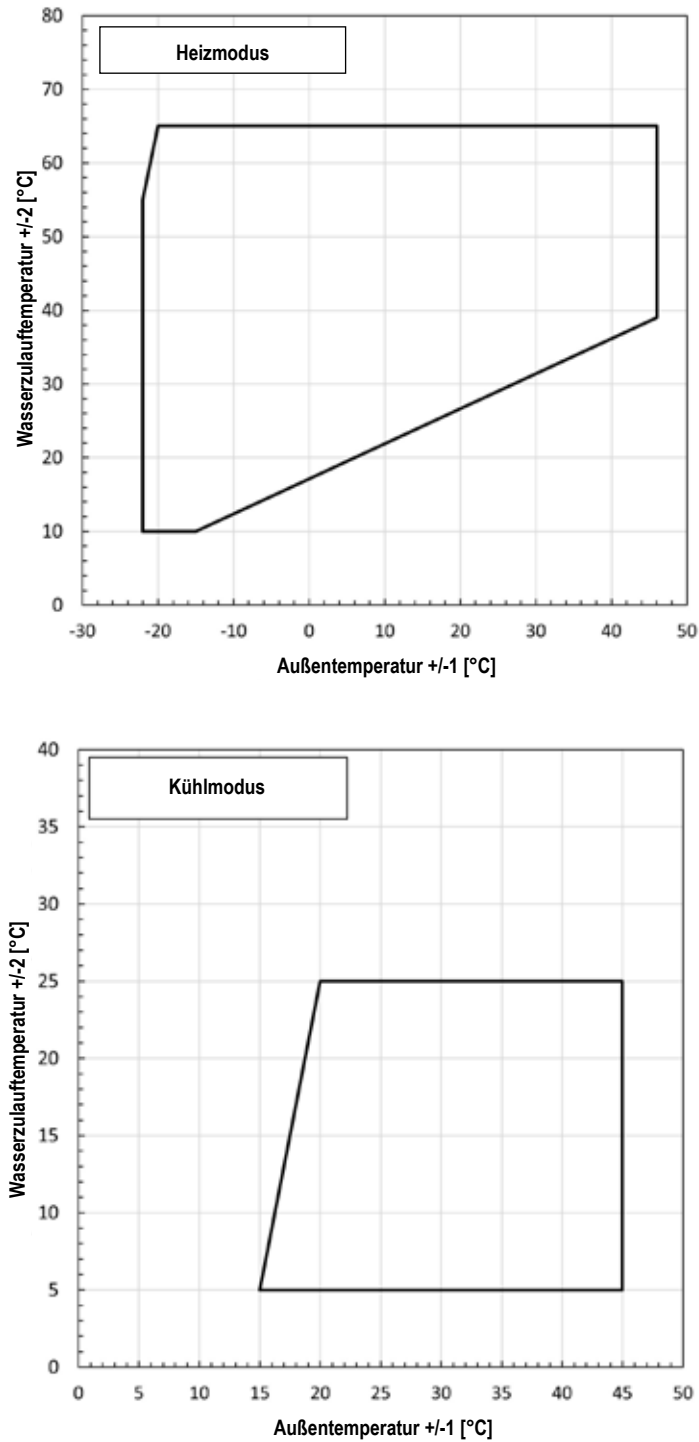 Heizmodus
Wasserzulauftemperatur +/-2 [°C]
80
70
60
50
40
30
20
10
0
-30 -20 -10 0 10 20 30 40 50
Außentemperatur +/-1 [°C]
Kühlmodus
Wasserzulauftemperatur +/-2 [°C]
40
35
30
25
20
15
10
5
0
0 5 10 15 20 25 30 35 40 45 50
Außentemperatur +/-1 [°C]